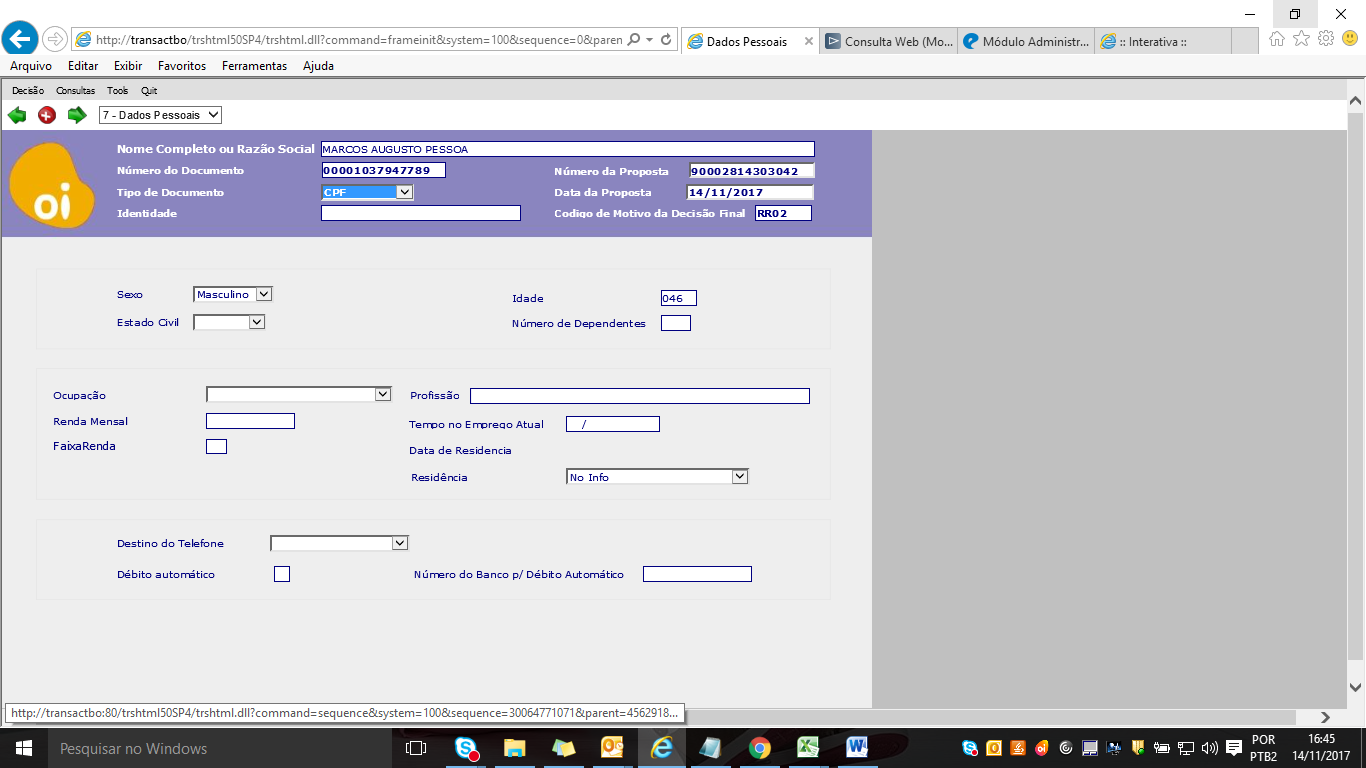 http://transactbo/trshtml50SP4/trshtml.dll?command=frameinit&system=100&sequence=0&paren
Dados Pessoais
Consulta Web (Mo...
Módulo Administr...
:: Interativa ::
Arquivo Editar Exibir Favoritos Ferramentas Ajuda
Decisão Consultas Tools Quit
7 - Dados Pessoais
oi
Nome Completo ou Razão Social MARCOS AUGUSTO PESSOA
Número do Documento 00001037947789 Número da Proposta 90002814303042
Tipo de Documento CPF Data da Proposta 14/11/2017
Identidade Codigo de Motivo da Decisão Final RR02
Sexo Masculino Idade 046
Estado Civil Número de Dependentes
Ocupação Profissão
Renda Mensal Tempo no Emprego Atual /
FaixaRenda Data de Residencia
Residência No Info
Destino do Telefone
Débito automático Número do Banco p/ Débito Automático
http://transactbo:80/trshtml50SP4/trshtml.dll?command=sequence&system=100&sequence=30064771071&parent=4562918...
Pesquisar no Windows
POR 16:45
PTB2 14/11/2017